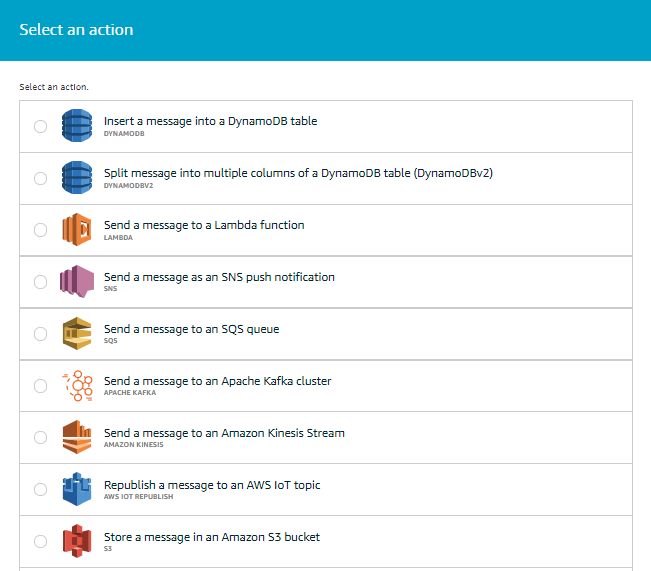 Select an action
Select an action.
Insert a message into a DynamoDB table
DYNAMODB
Split message into multiple columns of a DynamoDB table (DynamoDBv2)
DYNAMODBV2
Send a message to a Lambda function
LAMBDA
Send a message as an SNS push notification
SNS
Send a message to an SQS queue
SQS
Send a message to an Apache Kafka cluster
APACHE KAFKA
Send a message to an Amazon Kinesis Stream
AMAZON KINESIS
Republish a message to an AWS IoT topic
AWS IOT REPUBLISH
Store a message in an Amazon S3 bucket
S3